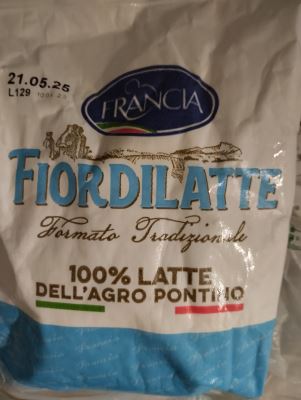 21.05.25
L129
FRANCIA
FIORDILATTE
Formato Tradizionale
100% LATTE
DELL'AGRO PONTINO